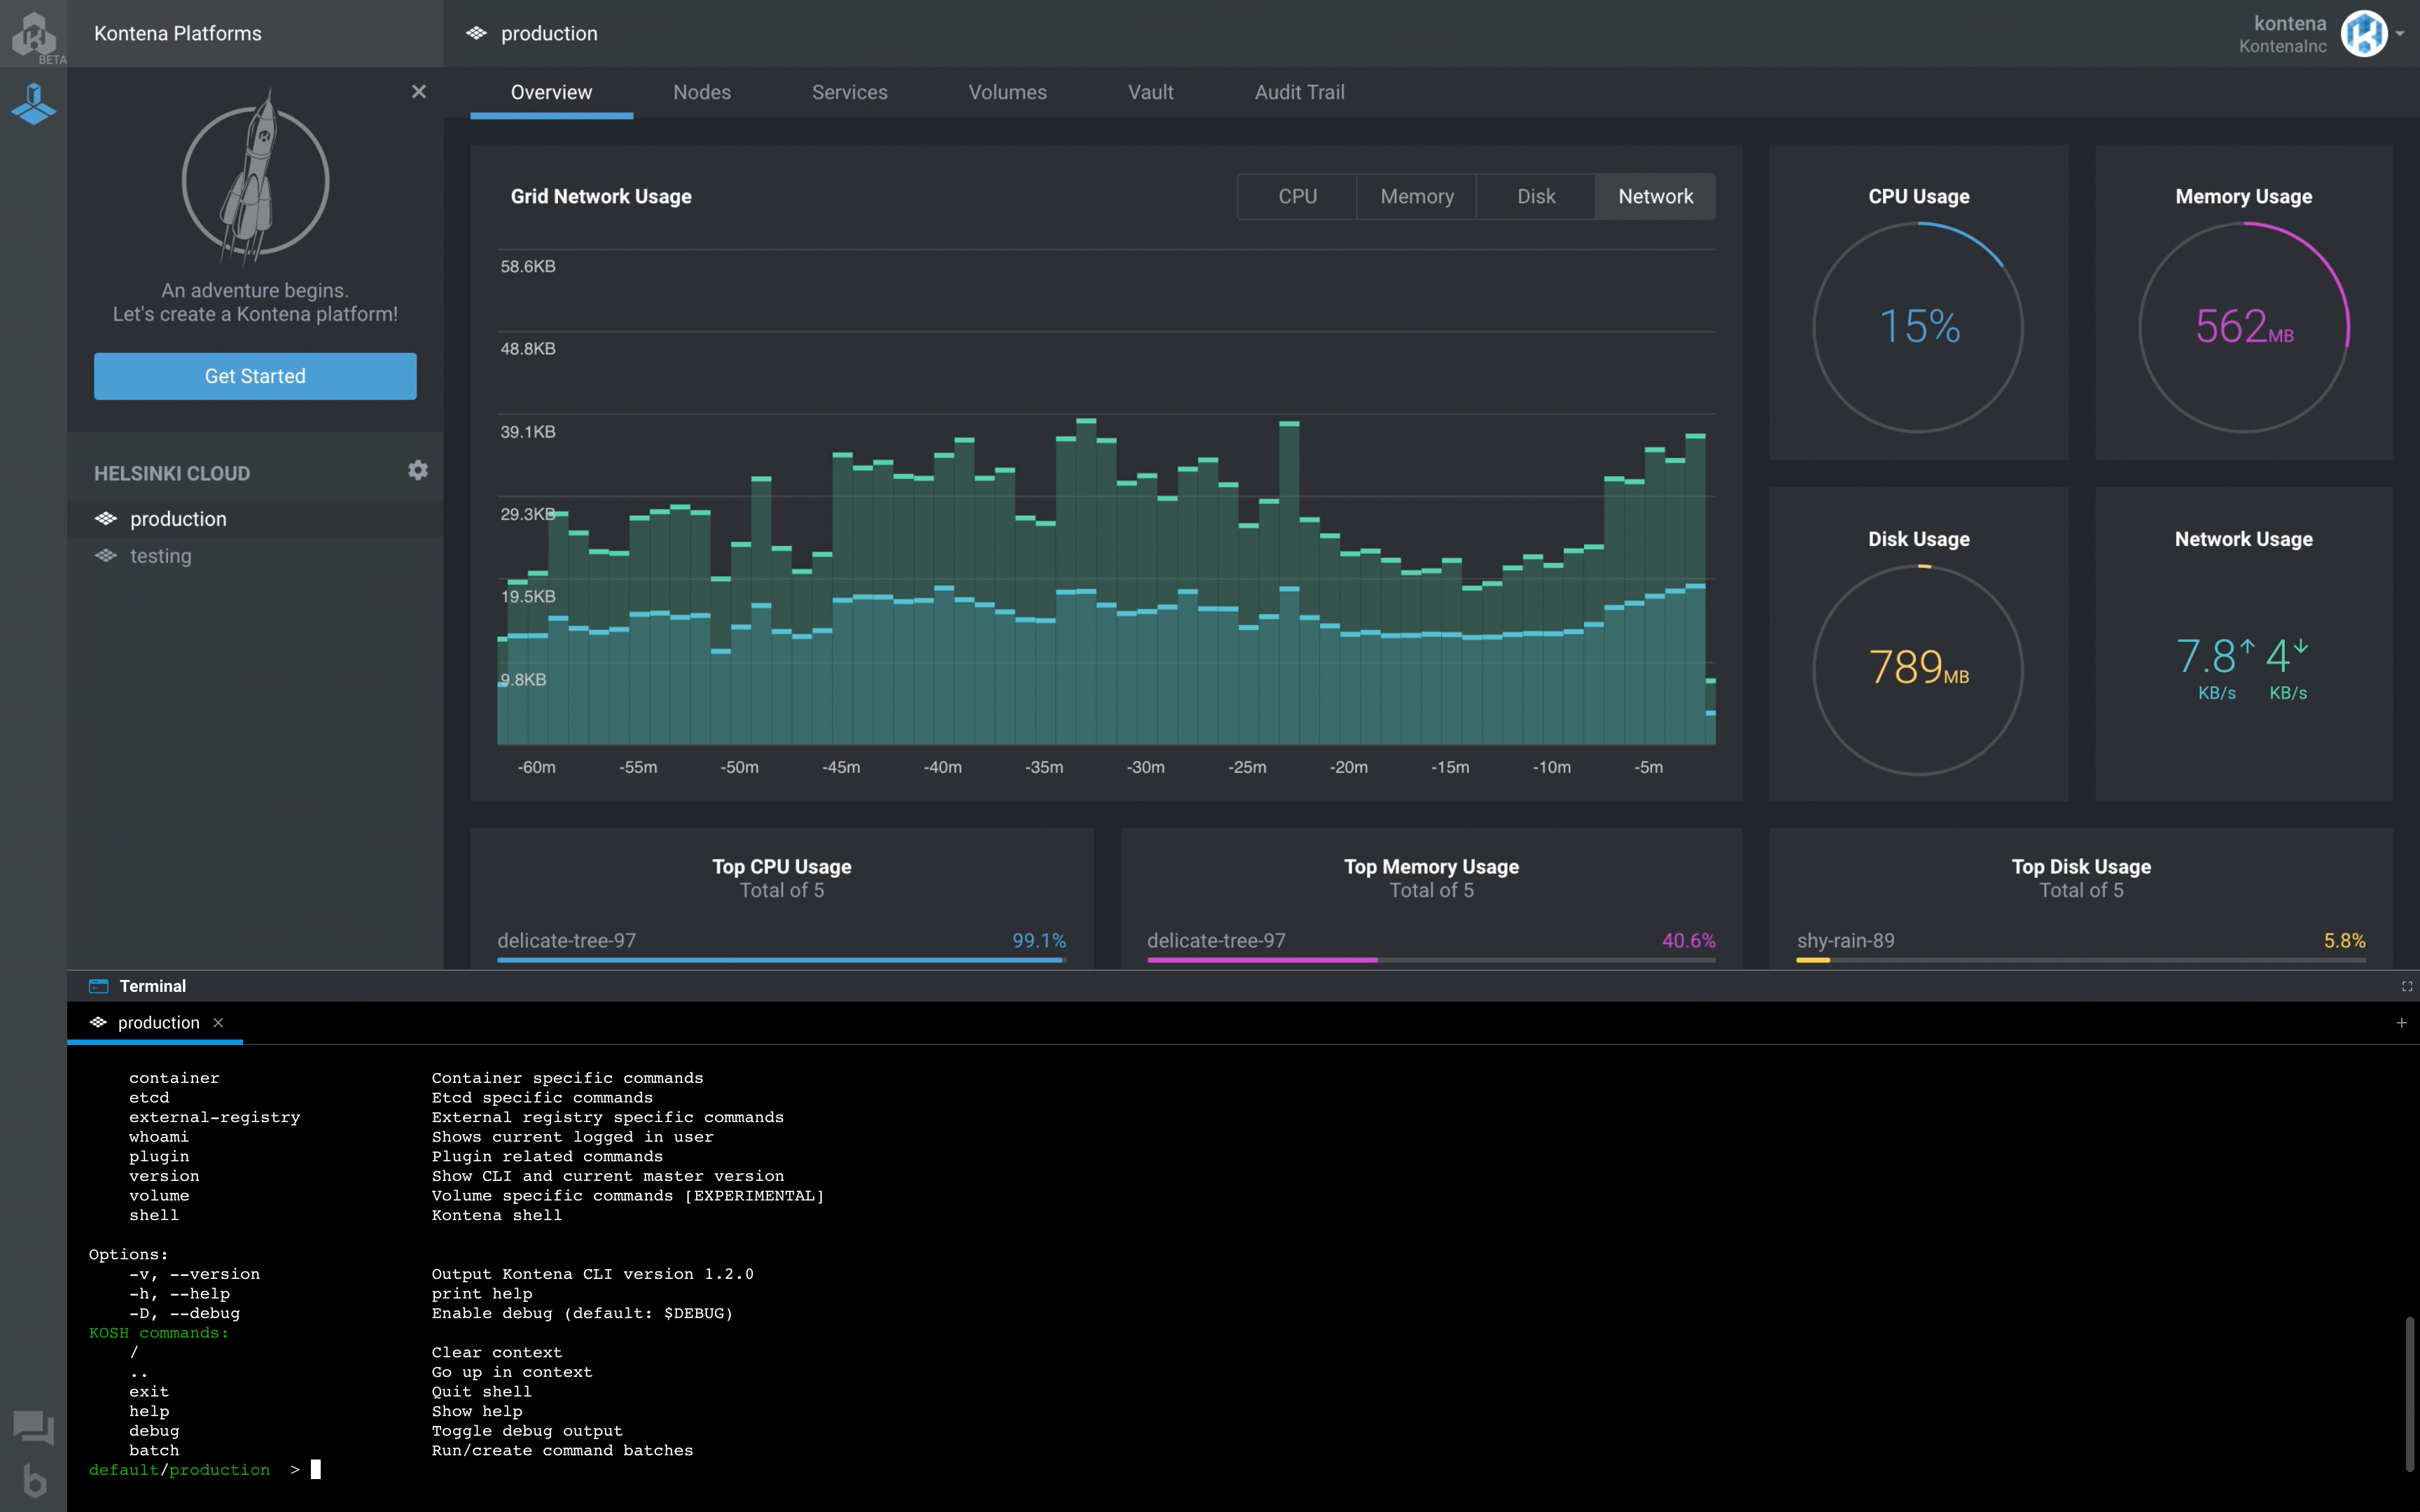 BETA
Kontena Platforms
production
kontena
KontenaInc
Overview Nodes Services Volumes Vault Audit Trail
An adventure begins.
Let's create a Kontena platform!
Get Started
HELSINKI CLOUD
production
testing
Grid Network Usage
CPU Memory Disk Network
58.6KB
48.8KB
39.1KB
29.3KB
19.5KB
9.8KB
-60m -55m -50m -45m -40m -35m -30m -25m -20m -15m -10m -5m
CPU Usage
15%
Memory Usage
562MB
Disk Usage
789MB
Network Usage
7.8↑ 4↓
KB/s KB/s
Top CPU Usage
Total of 5
delicate-tree-97 99.1%
Top Memory Usage
Total of 5
delicate-tree-97 40.6%
Top Disk Usage
Total of 5
shy-rain-89 5.8%
Terminal
production
container Container specific commands
etcd Etcd specific commands
external-registry External registry specific commands
whoami Shows current logged in user
plugin Plugin related commands
version Show CLI and current master version
volume Volume specific commands [EXPERIMENTAL]
shell Kontena shell
Options:
-v, --version Output Kontena CLI version 1.2.0
-h, --help print help
-D, --debug Enable debug (default: $DEBUG)
KOSH commands:
/ Clear context
.. Go up in context
exit Quit shell
help Show help
debug Toggle debug output
batch Run/create command batches
default/production >